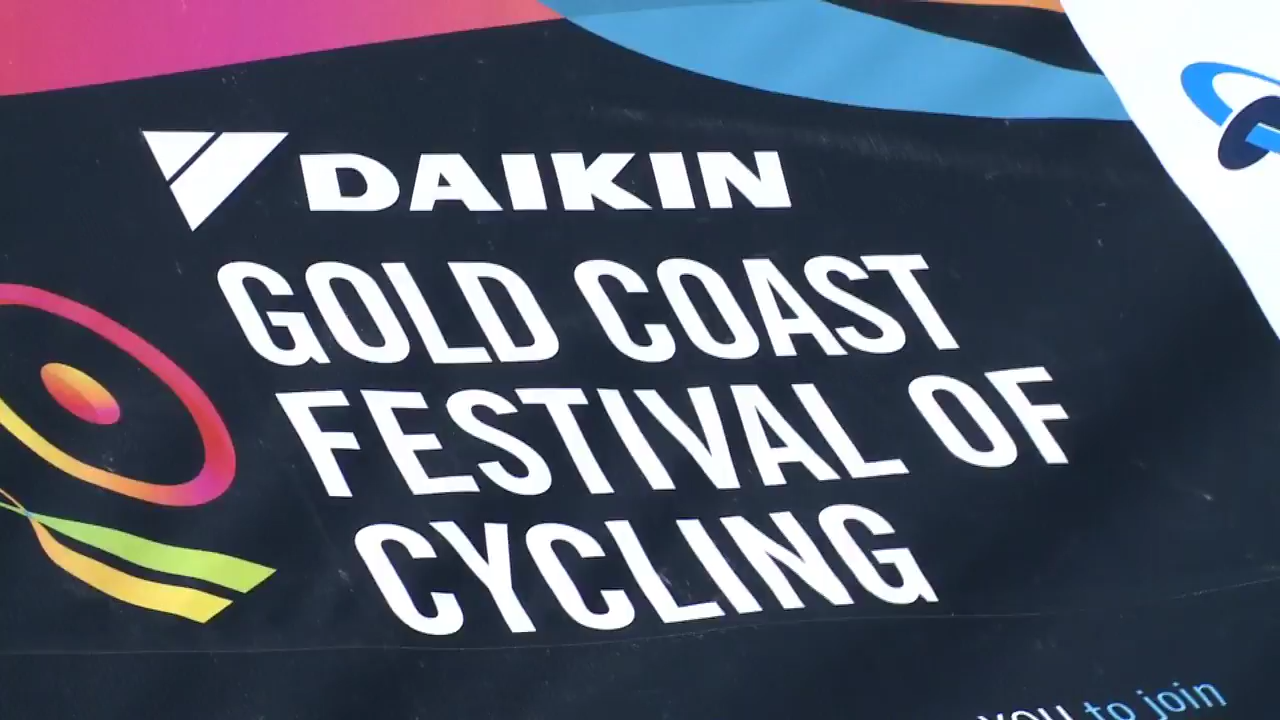 DAIKIN
GOLD COAST
FESTIVAL OF
CYCLING
YOU to join